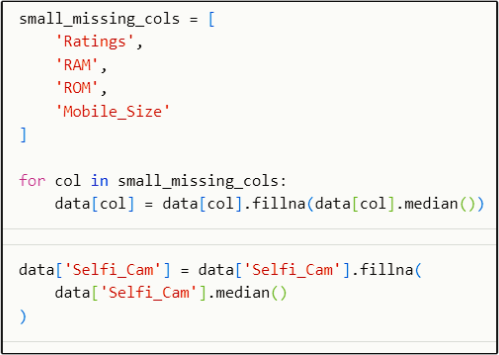 small_missing_cols = [
    'Ratings',
    'RAM',
    'ROM',
    'Mobile_Size'
]
for col in small_missing_cols:
    data[col] = data[col].fillna(data[col].median())
data['Selfi_Cam'] = data['Selfi_Cam'].fillna(
    data['Selfi_Cam'].median()
)